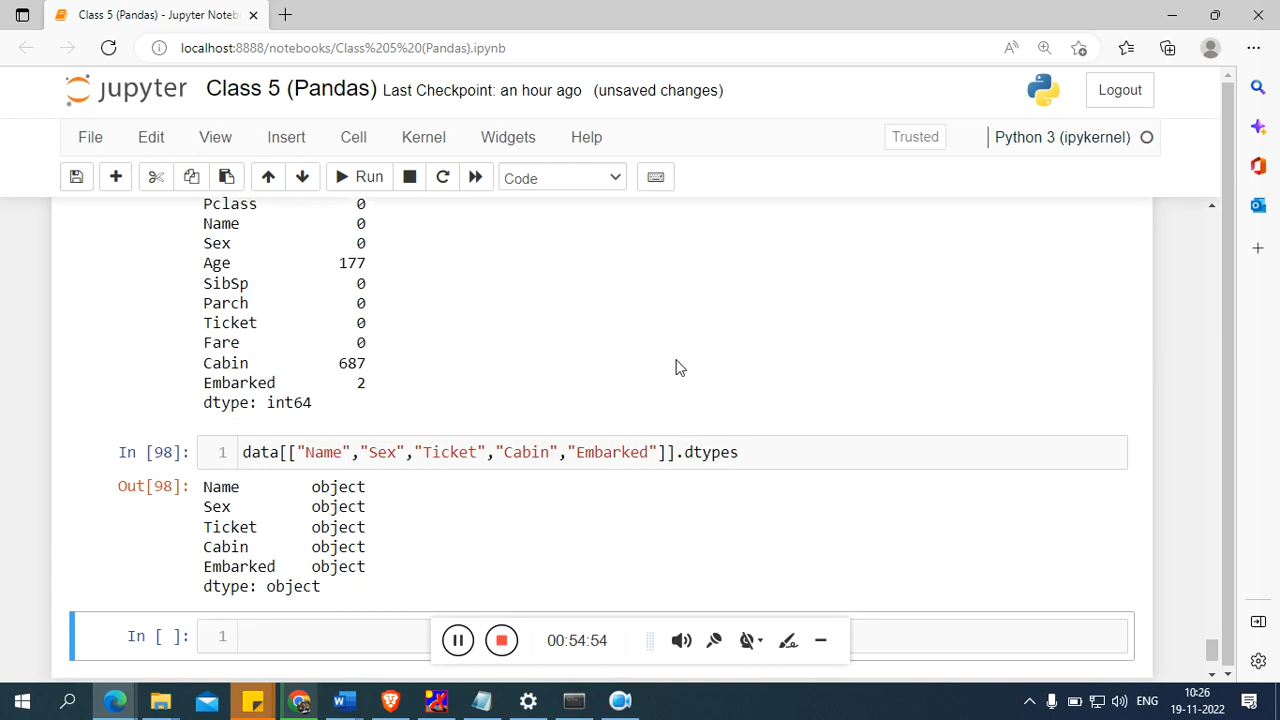 Class 5 (Pandas) - Jupyter Noteb
localhost:8888/notebooks/Class%205%20(Pandas).ipynb
jupyter Class 5 (Pandas) Last Checkpoint: an hour ago (unsaved changes) Logout
File Edit View Insert Cell Kernel Widgets Help Trusted Python 3 (ipykernel)
Run Code
Pclass 0
Name 0
Sex 0
Age 177
SibSp 0
Parch 0
Ticket 0
Fare 0
Cabin 687
Embarked 2
dtype: int64
In [98]: 1 data[["Name","Sex","Ticket","Cabin","Embarked"]].dtypes
Out[98]: Name object
Sex object
Ticket object
Cabin object
Embarked object
dtype: object
In [ ]: 1
00:54:54
ENG 10:26
19-11-2022